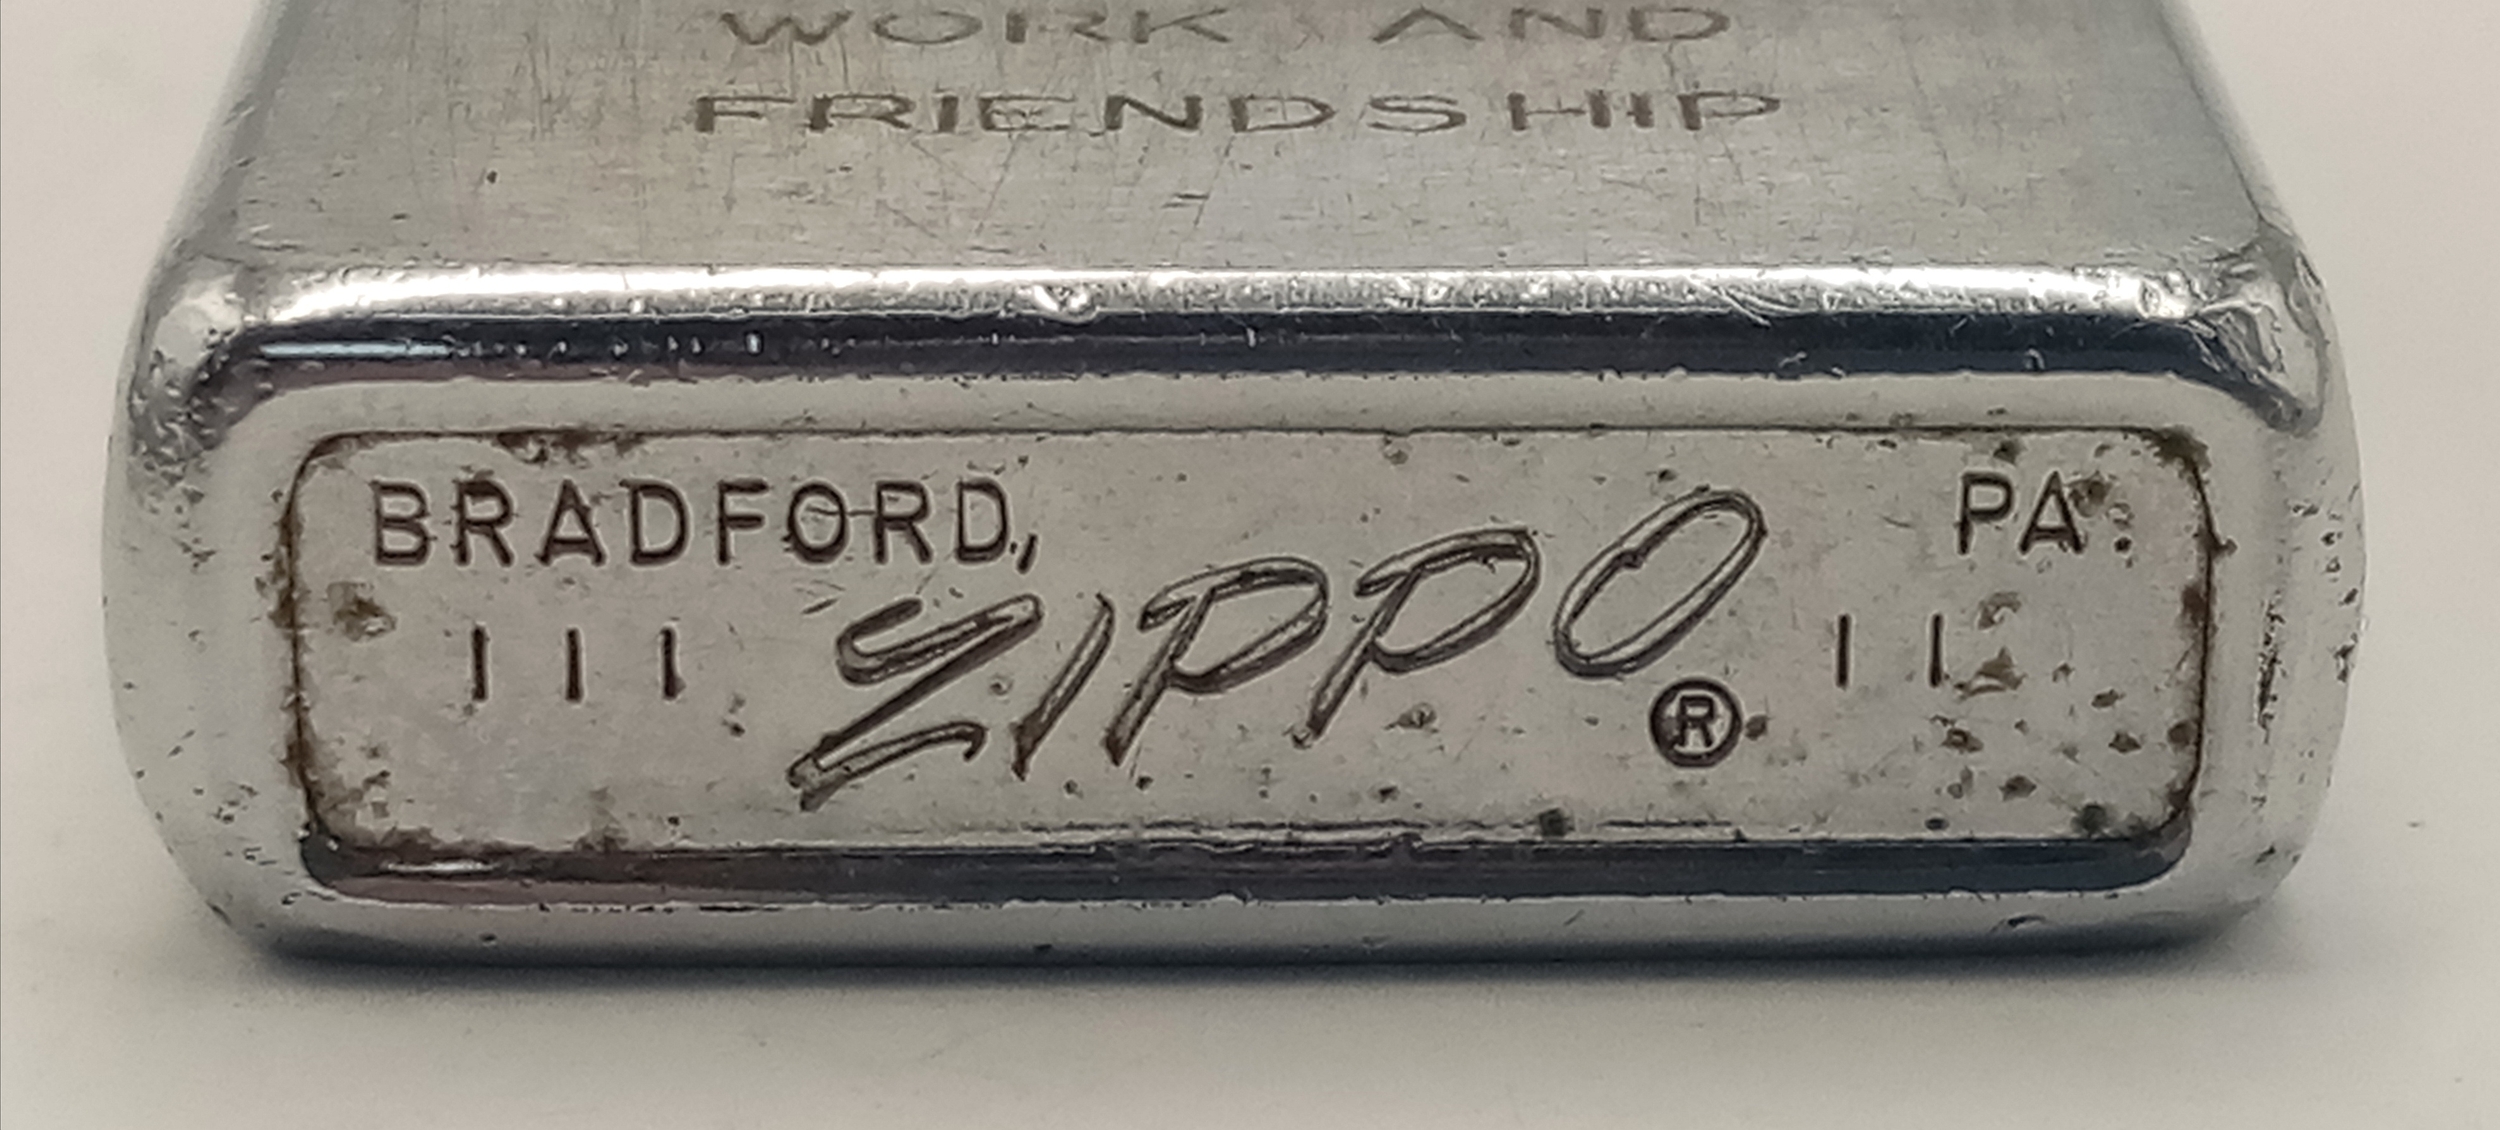 WORK AND
FRIENDSHIP
BRADFORD, PA.
III ZIPPO ® II